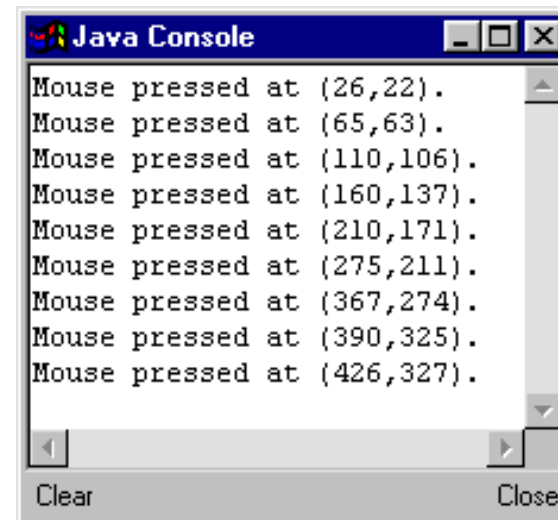 Java Console
Mouse pressed at (26,22).
Mouse pressed at (65,63).
Mouse pressed at (110,106).
Mouse pressed at (160,137).
Mouse pressed at (210,171).
Mouse pressed at (275,211).
Mouse pressed at (367,274).
Mouse pressed at (390,325).
Mouse pressed at (426,327).
Clear Close